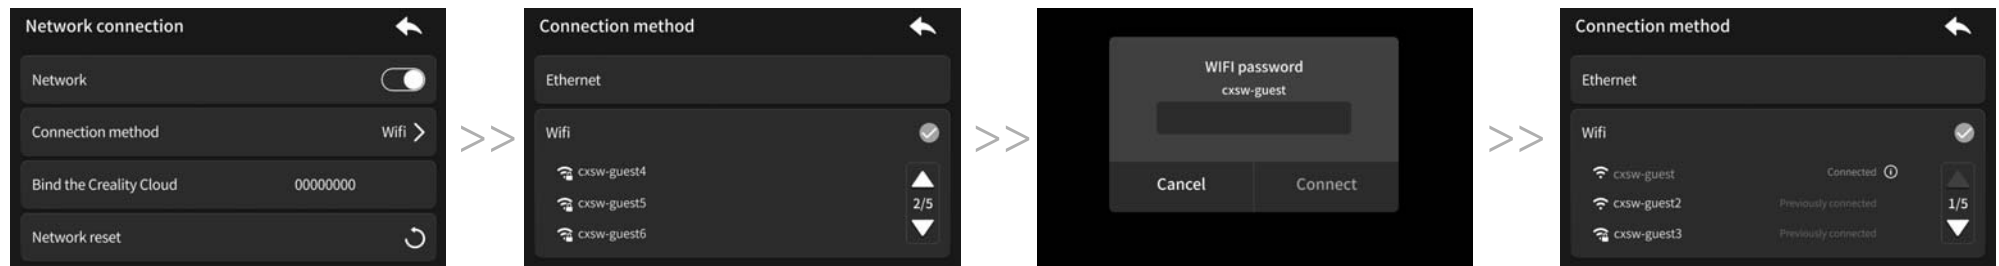 Network connection
Network
Connection method Wifi >
Bind the Creality Cloud 00000000
Network reset
>>
Connection method
Ethernet
Wifi
cxsw-guest4
cxsw-guest5 2/5
cxsw-guest6
>>
WIFI password
cxsw-guest
Cancel Connect
>>
Connection method
Ethernet
Wifi
cxsw-guest Connected
cxsw-guest2 Previously connected 1/5
cxsw-guest3 Previously connected